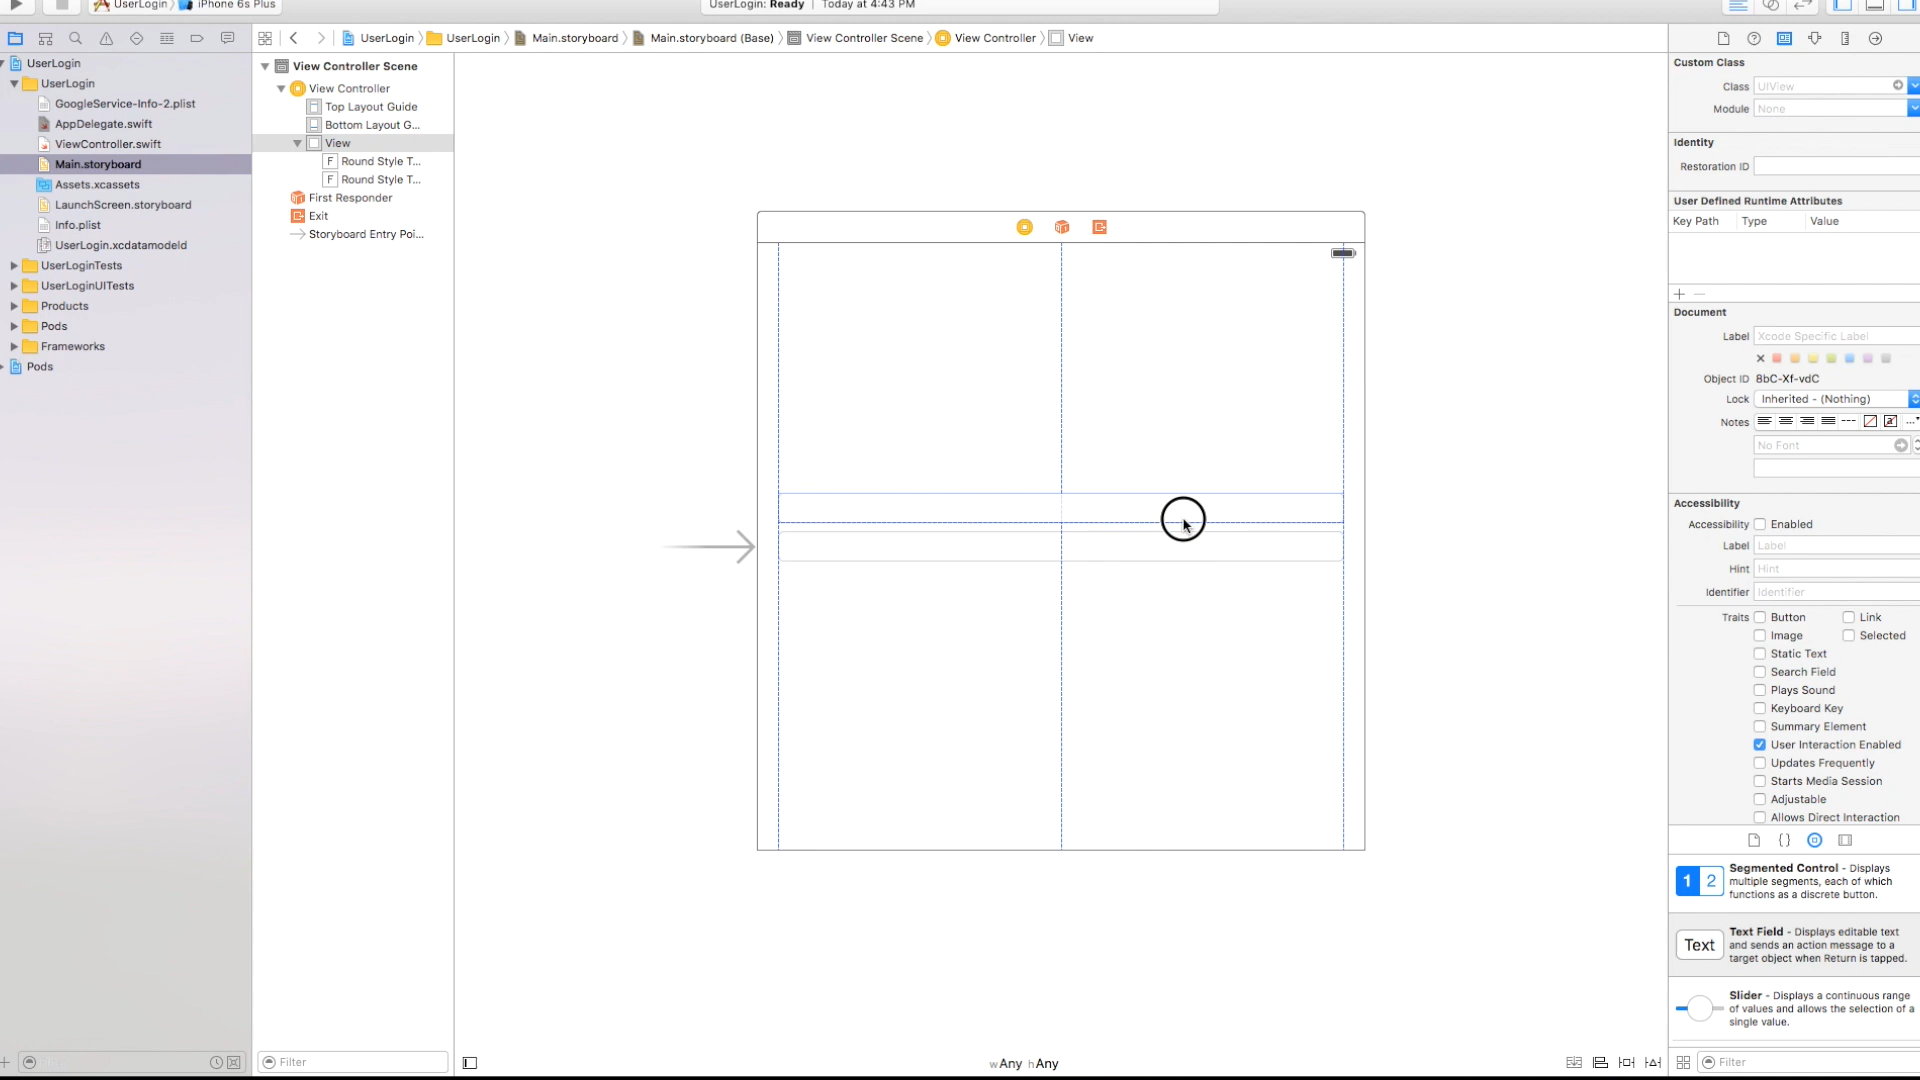 UserLogin iPhone 6s Plus
UserLogin: Ready | Today at 4:43 PM
UserLogin UserLogin Main.storyboard Main.storyboard (Base) View Controller Scene View Controller View
UserLogin
UserLogin
GoogleService-Info-2.plist
AppDelegate.swift
ViewController.swift
Main.storyboard
Assets.xcassets
LaunchScreen.storyboard
Info.plist
UserLogin.xcdatamodeld
UserLoginTests
UserLoginUITests
Products
Pods
Frameworks
Pods
View Controller Scene
View Controller
Top Layout Guide
Bottom Layout G...
View
F Round Style T...
F Round Style T...
First Responder
Exit
Storyboard Entry Poi...
Filter
wAny hAny
Custom Class
Class UIView
Module None
Identity
Restoration ID
User Defined Runtime Attributes
Key Path Type Value
Document
Label Xcode Specific Label
Object ID 8bC-Xf-vdC
Lock Inherited - (Nothing)
Notes
No Font
Accessibility
Accessibility Enabled
Label Label
Hint Hint
Identifier Identifier
Traits Button Link
Image Selected
Static Text
Search Field
Plays Sound
Keyboard Key
Summary Element
User Interaction Enabled
Updates Frequently
Starts Media Session
Adjustable
Allows Direct Interaction
1 2 Segmented Control - Displays
multiple segments, each of which
functions as a discrete button.
Text Text Field - Displays editable text
and sends an action message to a
target object when Return is tapped.
Slider - Displays a continuous range
of values and allows the selection of a
single value.
Filter